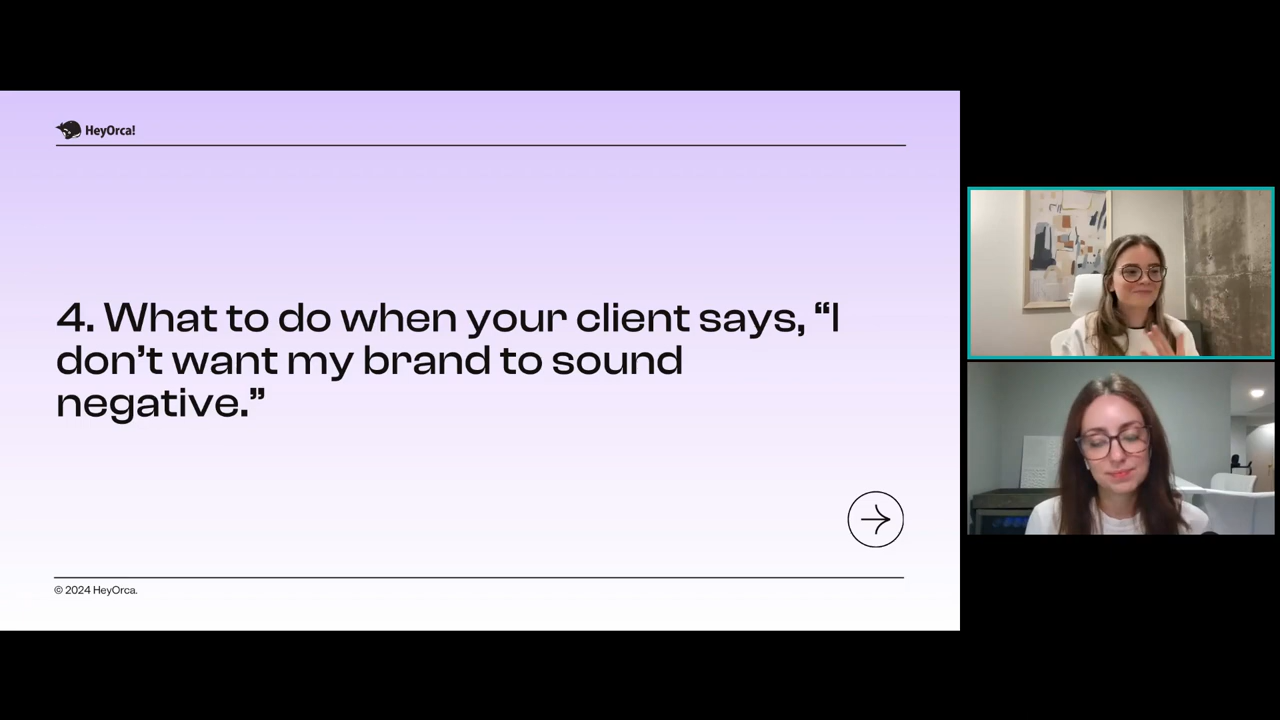 HeyOrca!
4. What to do when your client says, “I
don’t want my brand to sound
negative.”
© 2024 HeyOrca.